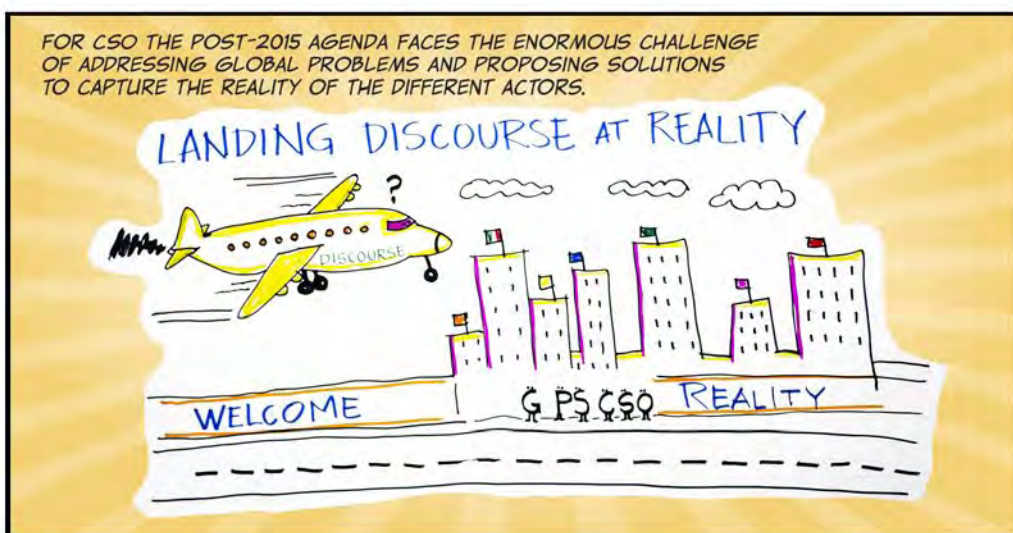 FOR CSO THE POST-2015 AGENDA FACES THE ENORMOUS CHALLENGE
OF ADDRESSING GLOBAL PROBLEMS AND PROPOSING SOLUTIONS
TO CAPTURE THE REALITY OF THE DIFFERENT ACTORS.
LANDING DISCOURSE AT REALITY
?
DISCOURSE
WELCOME
G PS CSO
REALITY